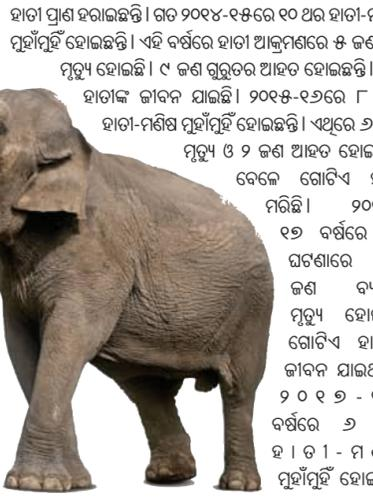 ହାତୀ ପ୍ରାଣ ହରାଇଛନ୍ତି। ଗତ ୨୦୧୪-୧୫ରେ ୧୦ ଥର ହାତୀ-
ମୁହାଁମୁହିଁ ହୋଇଛନ୍ତି। ଏହି ବର୍ଷରେ ହାତୀ ଆକ୍ରମଣରେ ୫ ଜଣ
ମୃତ୍ୟୁ ହୋଇଛି। ୯ ଜଣ ଗୁରୁତର ଆହତ ହୋଇଛନ୍ତି।
ହାତୀଙ୍କ ଜୀବନ ଯାଇଛି। ୨୦୧୫-୧୬ରେ ୮
ହାତୀ-ମଣିଷ ମୁହାଁମୁହିଁ ହୋଇଛନ୍ତି। ଏଥିରେ ୬
ମୃତ୍ୟୁ ଓ ୨ ଜଣ ଆହତ ହୋଇ
ବେଳେ ଗୋଟିଏ
ମରିଛି। ୨୦
୧୭ ବର୍ଷରେ
ଘଟଣାରେ
ଜଣ
ମୃତ୍ୟୁ ହୋ
ଗୋଟିଏ ହା
ଜୀବନ ଯାଇ
୨୦୧୭-
ବର୍ଷରେ ୬
ହାତୀ-ମ
ମୁହାଁମୁହିଁ ହୋଇ